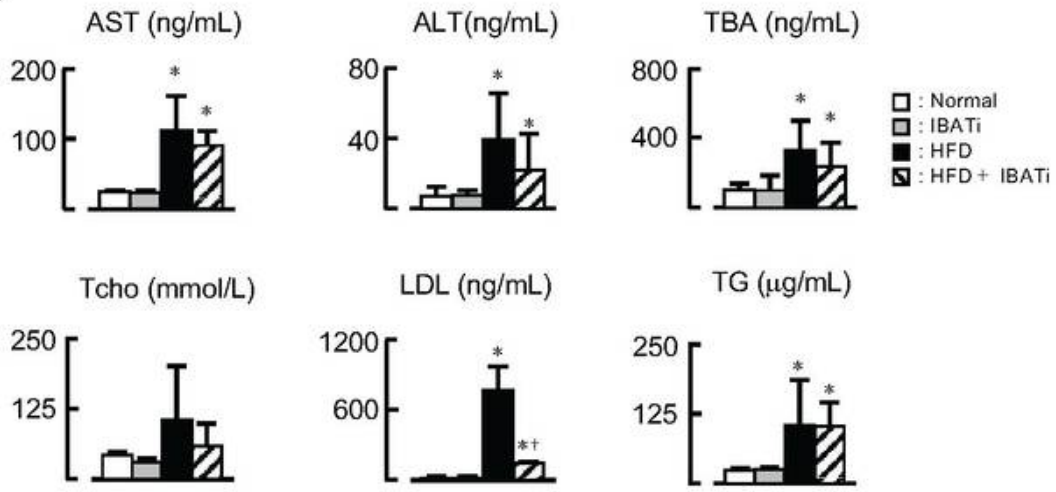 AST (ng/mL)
200
100
*
*
ALT(ng/mL)
80
40
*
*
TBA (ng/mL)
800
400
*
*
: Normal
: IBATi
: HFD
: HFD + IBATi
Tcho (mmol/L)
250
125
LDL (ng/mL)
1200
600
*
*†
TG (μg/mL)
250
125
*
*